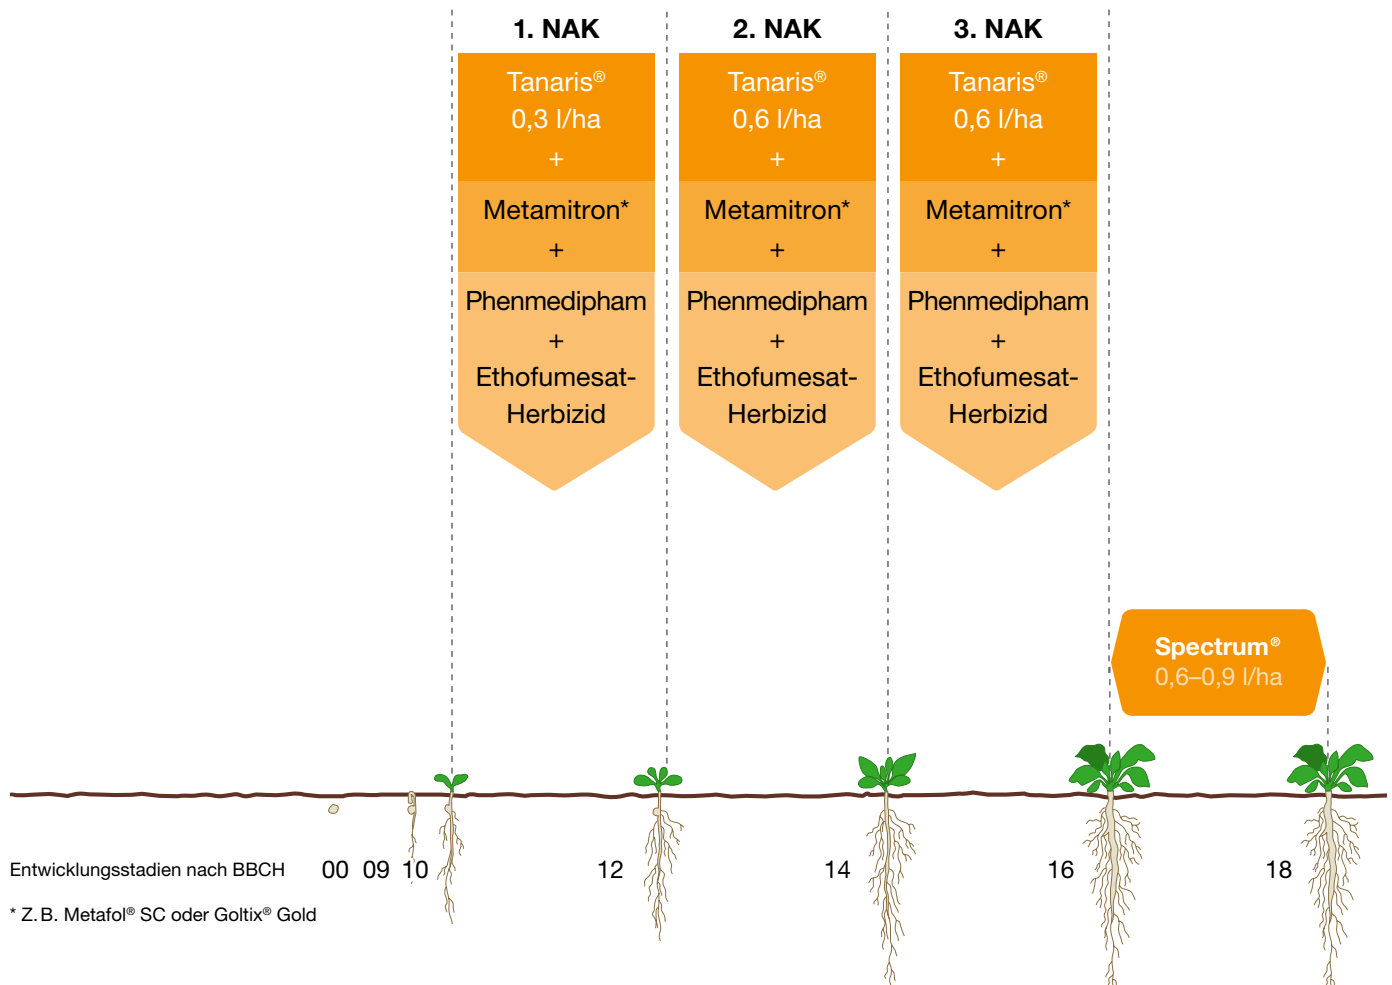 1. NAK
Tanaris®
0,3 l/ha
+
Metamitron*
+
Phenmedipham
+
Ethofumesat-
Herbizid
2. NAK
Tanaris®
0,6 l/ha
+
Metamitron*
+
Phenmedipham
+
Ethofumesat-
Herbizid
3. NAK
Tanaris®
0,6 l/ha
+
Metamitron*
+
Phenmedipham
+
Ethofumesat-
Herbizid
Spectrum®
0,6–0,9 l/ha
Entwicklungsstadien nach BBCH 00 09 10 12 14 16 18
* Z.B. Metafol® SC oder Goltix® Gold